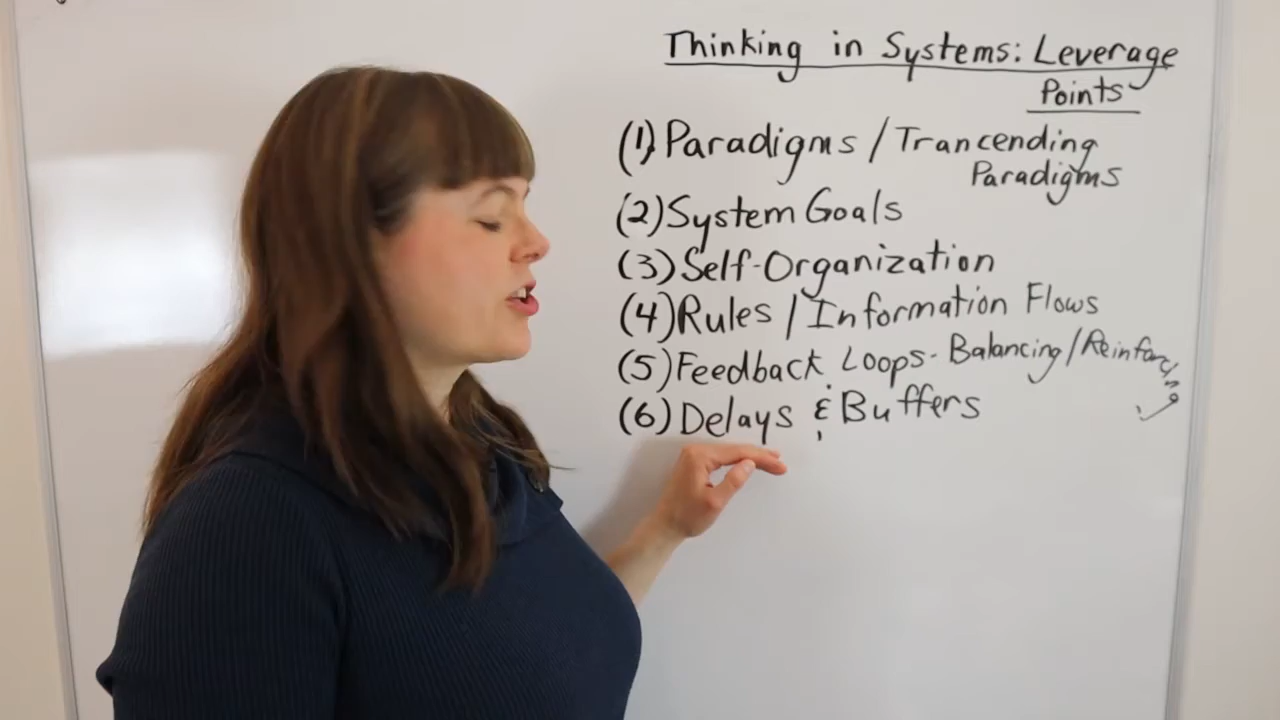 Thinking in Systems: Leverage
Points
(1) Paradigms / Trancending
Paradigms
(2) System Goals
(3) Self-Organization
(4) Rules / Information Flows
(5) Feedback Loops - Balancing / Reinforcing
(6) Delays & Buffers